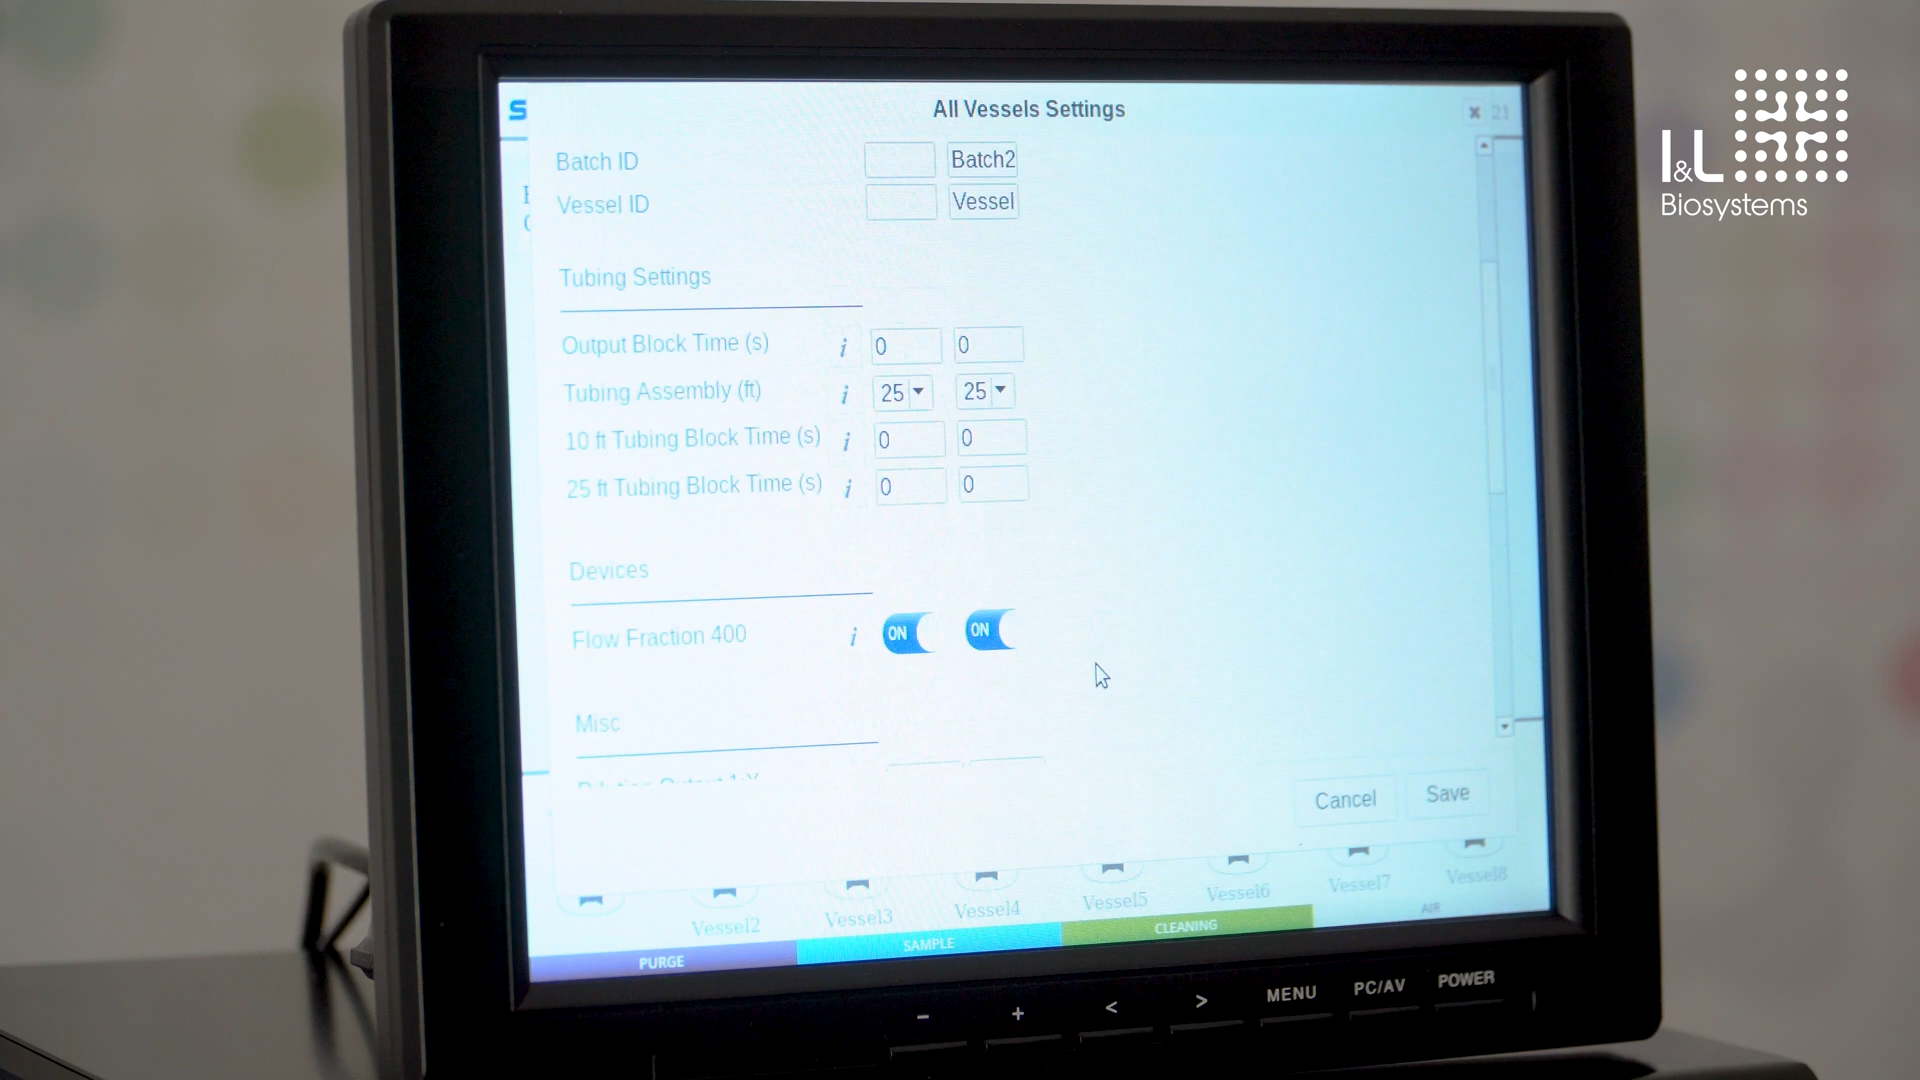 All Vessels Settings
21
Batch ID Batch2
Vessel ID Vessel
Tubing Settings
Output Block Time (s) i 0 0
Tubing Assembly (ft) i 25 25
10 ft Tubing Block Time (s) i 0 0
25 ft Tubing Block Time (s) i 0 0
Devices
Flow Fraction 400 i ON ON
Misc
Cancel Save
Vessel2 Vessel3 Vessel4 Vessel5 Vessel6 Vessel7 Vessel8
PURGE SAMPLE CLEANING AIR
- + < > MENU PC/AV POWER
I&L
Biosystems